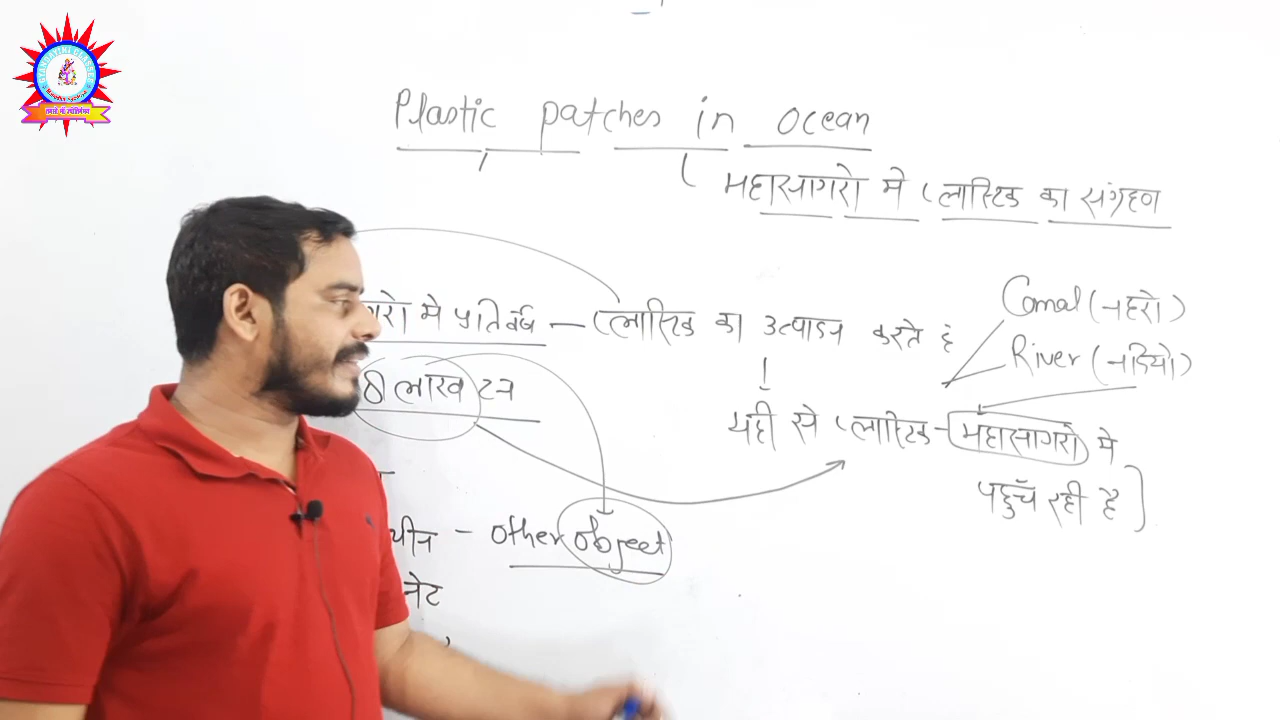 Plastic patches in ocean
महासागरो मे प्लास्टिक का संग्रहण
Canal (नहरो)
गरो मे प्रतिवर्ष — प्लास्टिक का उत्पादन करते है
River (नदियो)
8 लाख टन
यही से प्लास्टिक - महासागरो मे
पहुँच रही है
थीन - other object
नेट